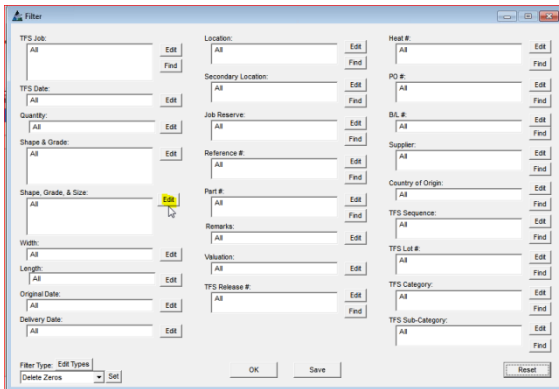 Filter
TFS Job:
All
Edit
Find
TFS Date:
All
Edit
Quantity:
All
Edit
Shape & Grade:
All
Edit
Shape, Grade, & Size:
All
Edit
Width:
All
Edit
Length:
All
Edit
Original Date:
All
Edit
Delivery Date:
All
Edit
Filter Type:
Edit Types
Delete Zeros
Set
Location:
All
Edit
Find
Secondary Location:
All
Edit
Find
Job Reserve:
All
Edit
Find
Reference #:
All
Edit
Find
Part #:
All
Edit
Find
Remarks:
All
Edit
Find
Valuation:
All
Edit
TFS Release #:
All
Edit
Find
OK
Save
Heat #:
All
Edit
Find
PO #:
All
Edit
Find
B/L #:
All
Edit
Find
Supplier:
All
Edit
Find
Country of Origin:
All
Edit
Find
TFS Sequence:
All
Edit
Find
TFS Lot #:
All
Edit
Find
TFS Category:
All
Edit
Find
TFS Sub-Category:
All
Edit
Find
Reset